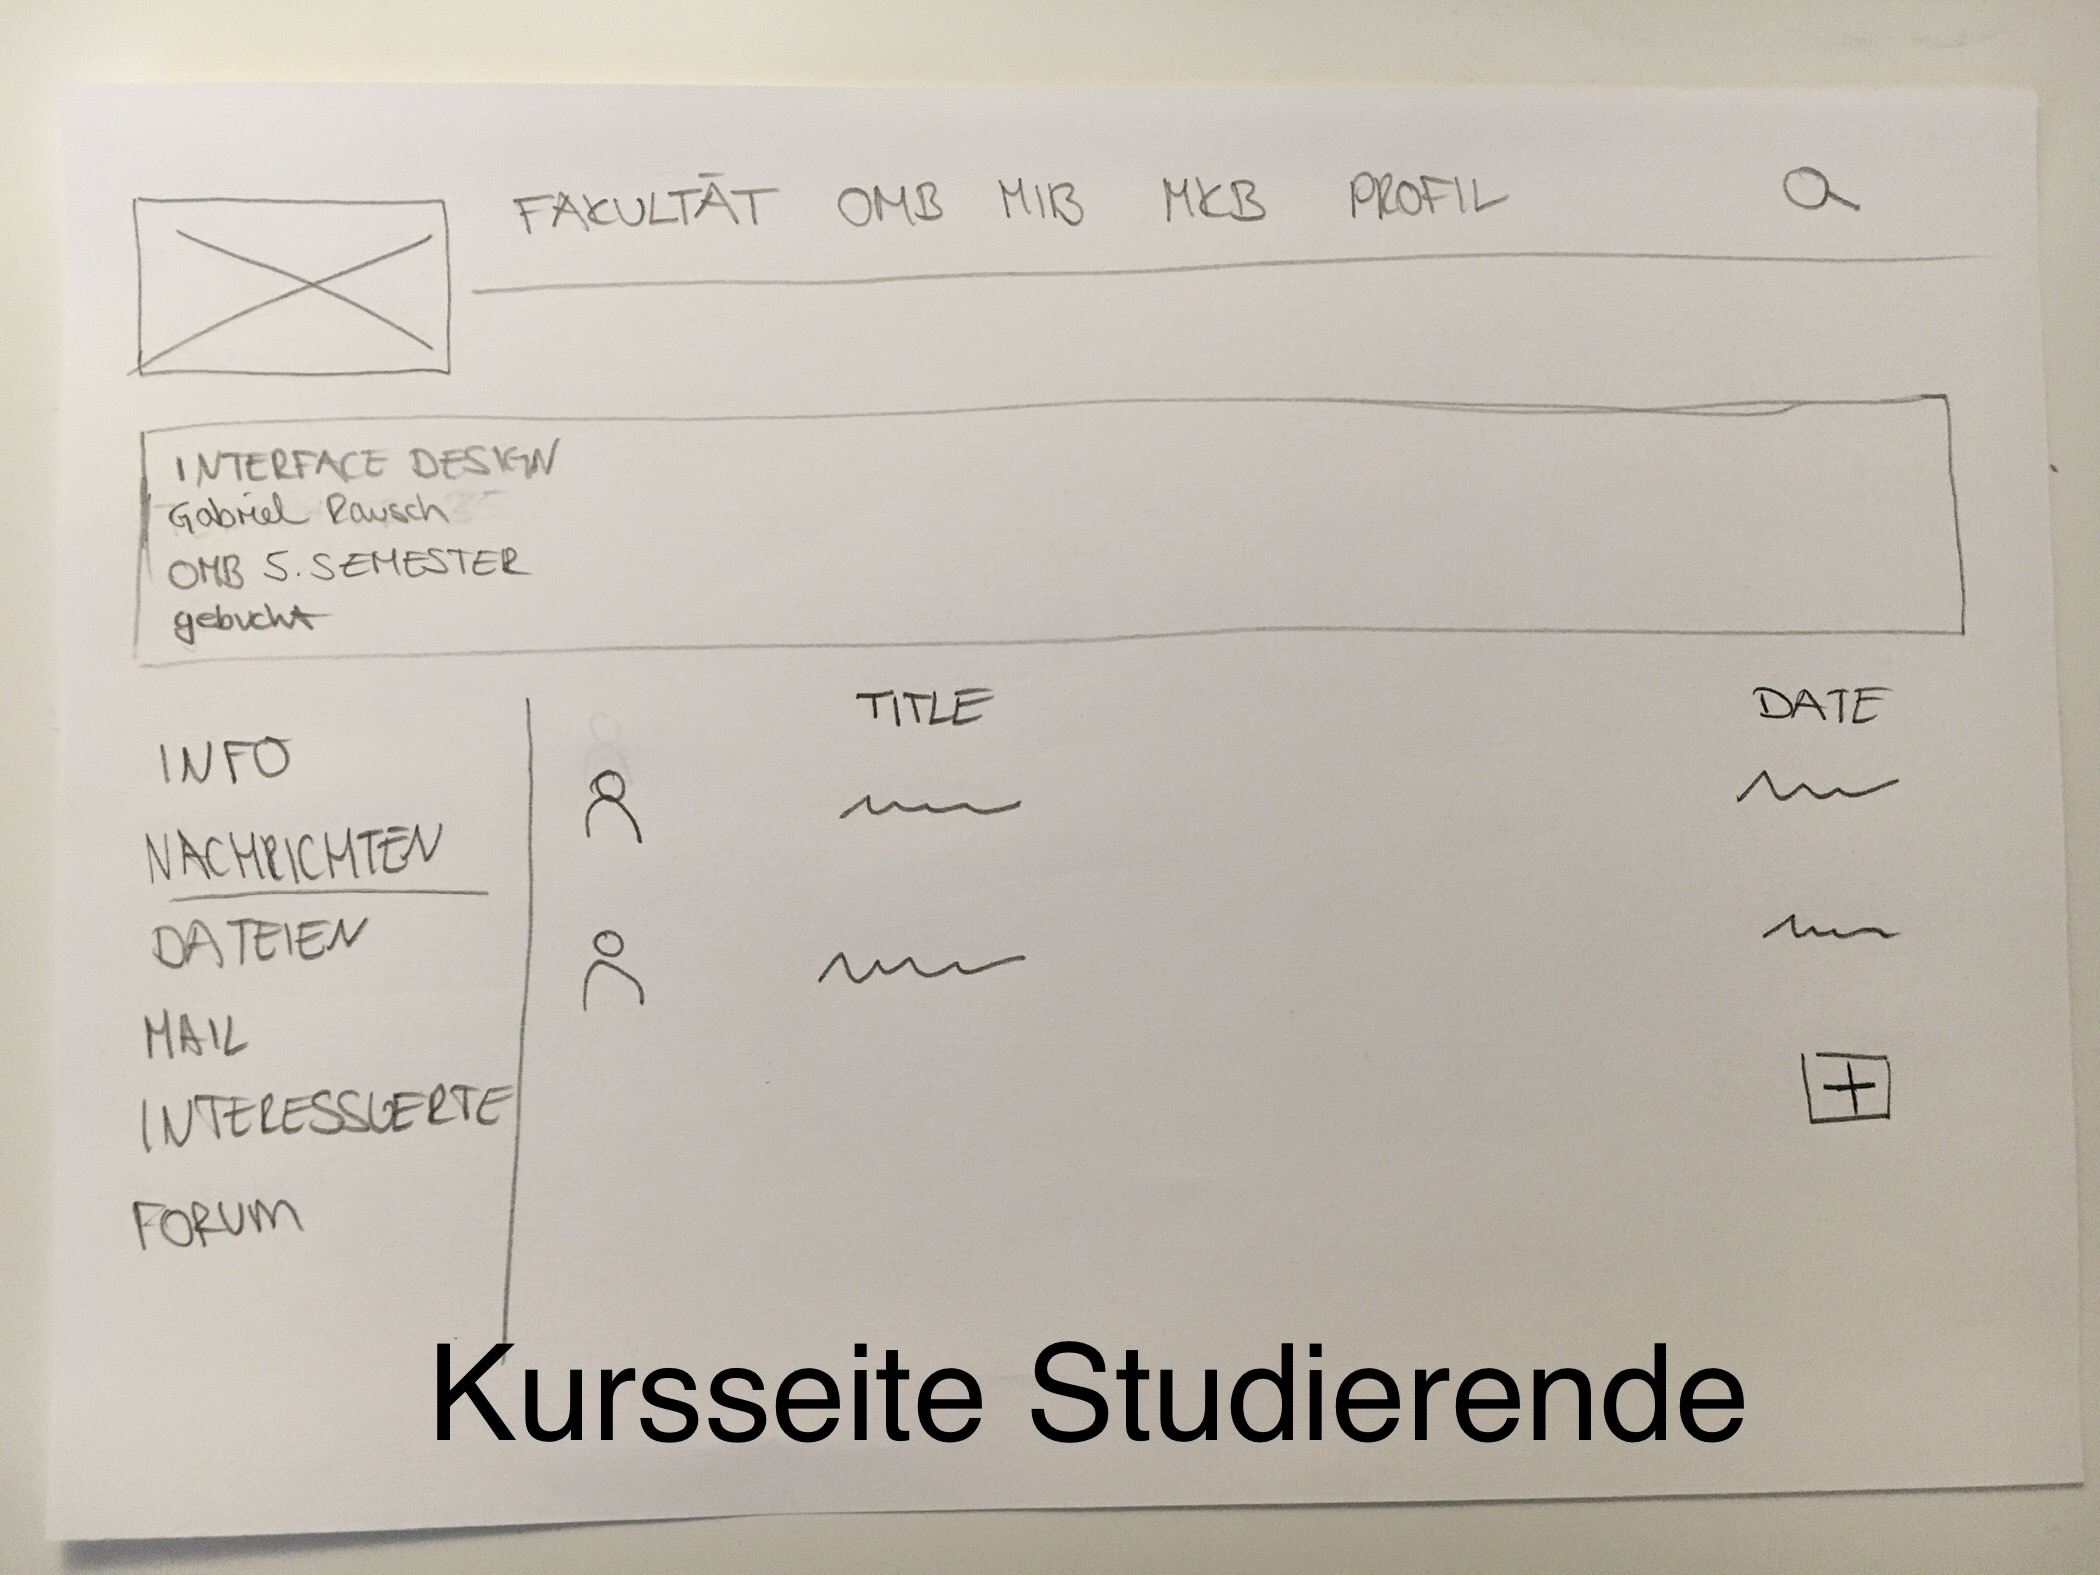 FAKULTÄT OMB MIB MKB PROFIL
INTERFACE DESIGN
Gabriel Rausch
OMB 5. SEMESTER
gebucht
TITLE DATE
INFO
NACHRICHTEN
DATEIEN
MAIL
INTERESSIERTE
FORUM
Kursseite Studierende